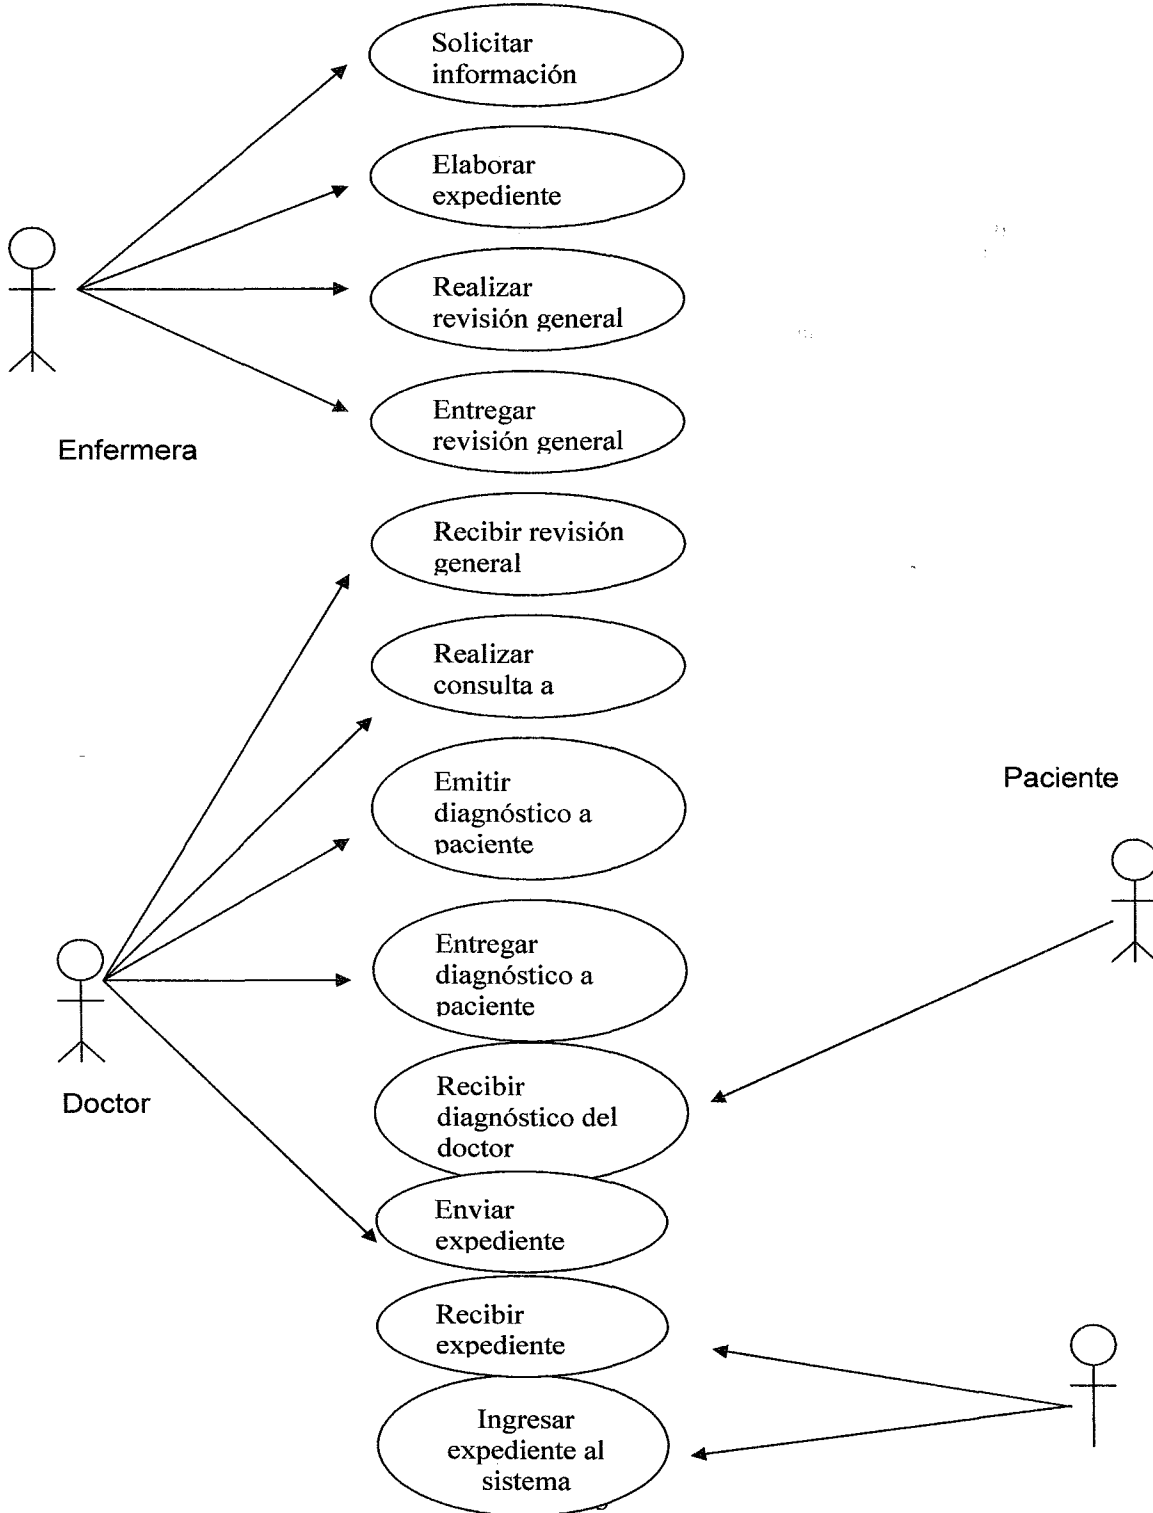 Solicitar
información
Elaborar
expediente
Realizar
revisión general
Entregar
revisión general
Enfermera
Recibir revisión
general
Realizar
consulta a
Emitir
diagnóstico a
paciente
Paciente
Entregar
diagnóstico a
paciente
Doctor
Recibir
diagnóstico del
doctor
Enviar
expediente
Recibir
expediente
Ingresar
expediente al
sistema